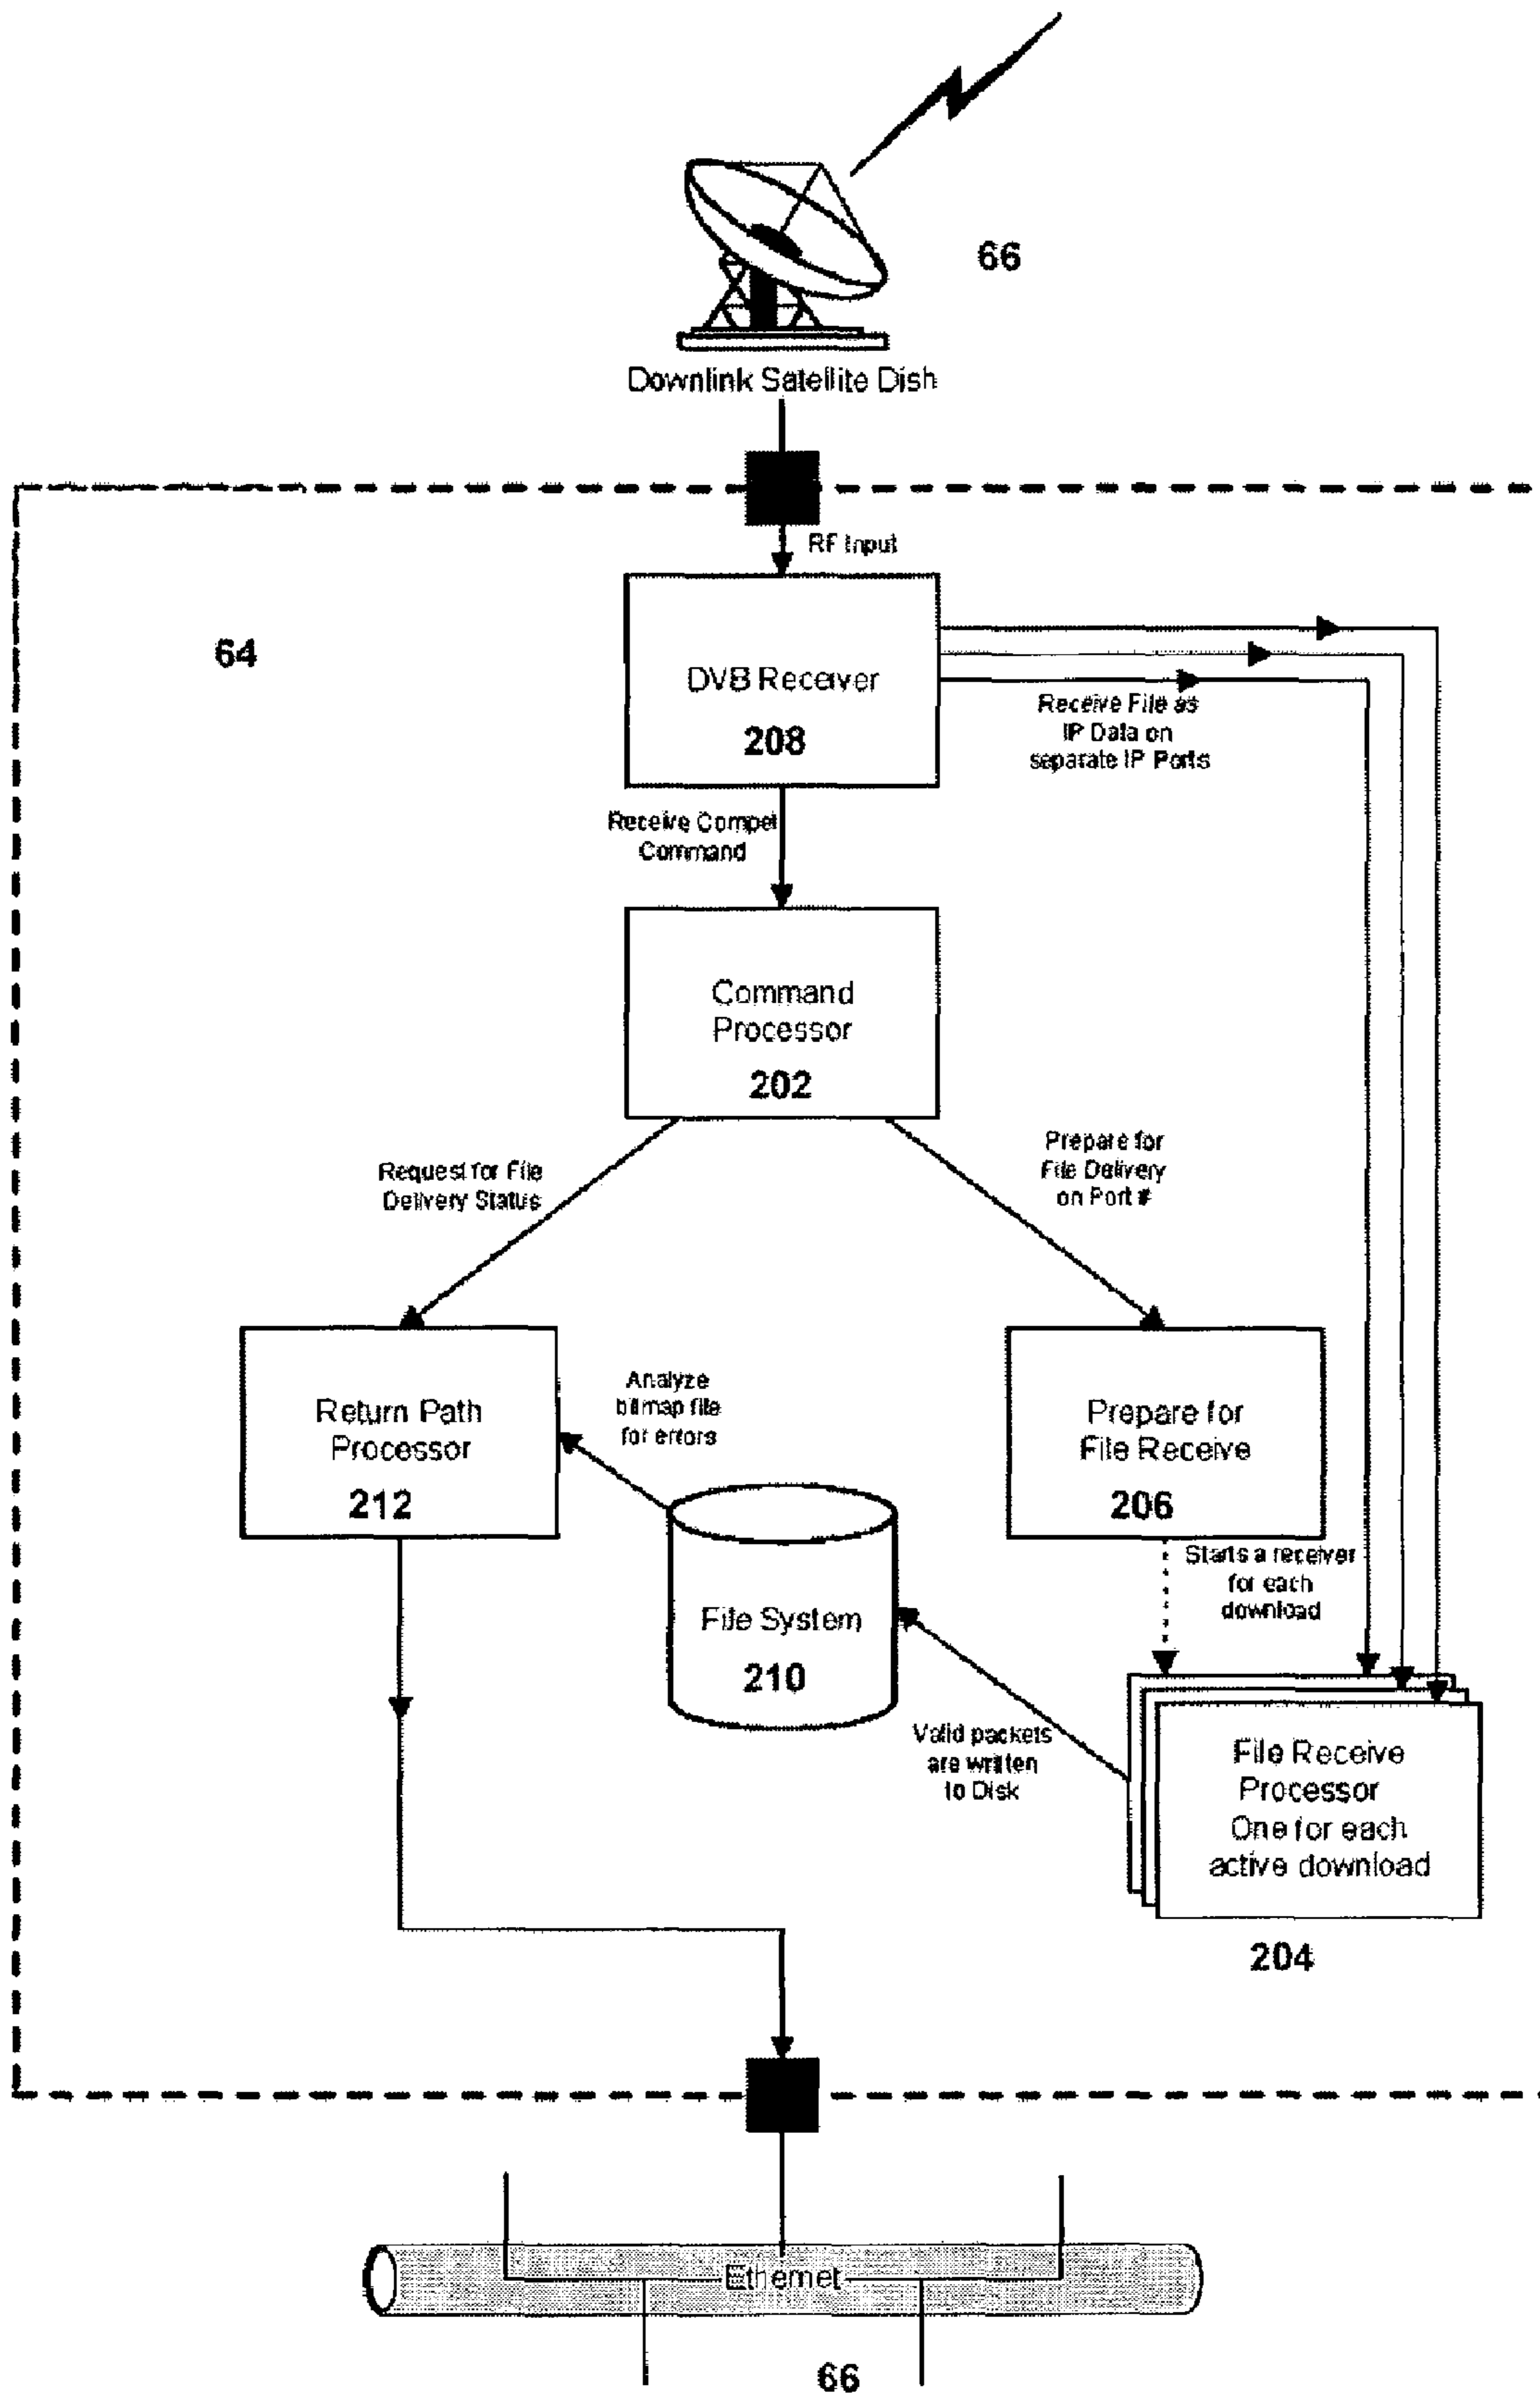 66
Downlink Satellite Dish
RF Input
64
DVB Receiver
208
Receive File as
IP Data on
separate IP Ports
Receive Compel
Command
Command
Processor
202
Request for File
Delivery Status
Prepare for
File Delivery
on Port #
Return Path
Processor
212
Analyze
bitmap file
for errors
Prepare for
File Receive
206
Starts a receiver
for each
download
File System
210
Valid packets
are written
to Disk
File Receive
Processor
One for each
active download
204
Ethernet
66